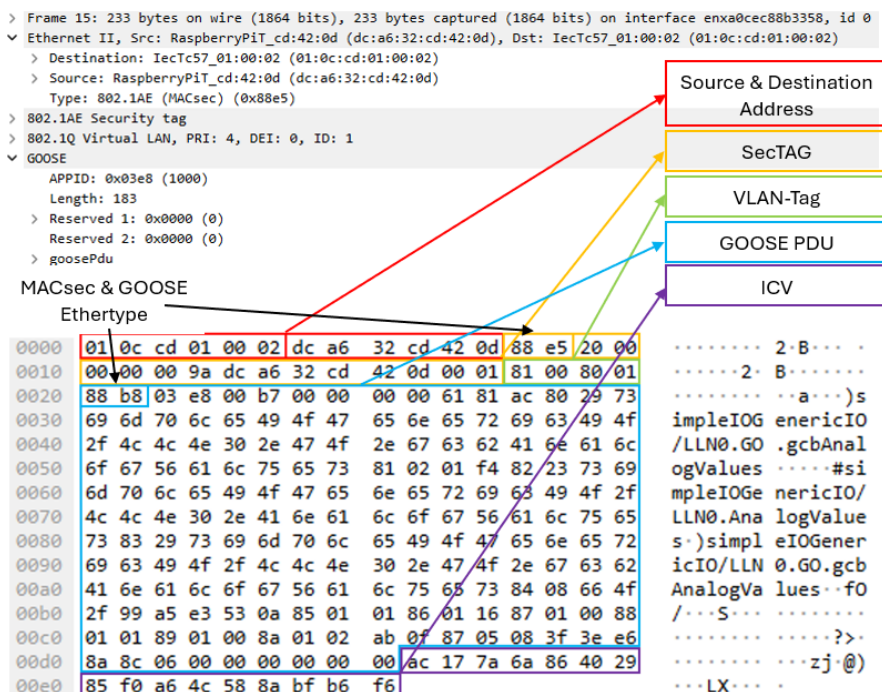 Frame 15: 233 bytes on wire (1864 bits), 233 bytes captured (1864 bits) on interface enxa0cec88b3358, id 0
Ethernet II, Src: RaspberryPiT_cd:42:0d (dc:a6:32:cd:42:0d), Dst: IecTc57_01:00:02 (01:0c:cd:01:00:02)
Destination: IecTc57_01:00:02 (01:0c:cd:01:00:02)
Source: RaspberryPiT_cd:42:0d (dc:a6:32:cd:42:0d)
Type: 802.1AE (MACsec) (0x88e5)
802.1AE Security tag
802.1Q Virtual LAN, PRI: 4, DEI: 0, ID: 1
GOOSE
APPID: 0x03e8 (1000)
Length: 183
Reserved 1: 0x0000 (0)
Reserved 2: 0x0000 (0)
goosePdu
Source & Destination
Address
SecTAG
VLAN-Tag
GOOSE PDU
ICV
MACsec & GOOSE
Ethertype
0000 01 0c cd 01 00 02 dc a6 32 cd 42 0d 88 e5 20 00 ········ 2·B··· ·
0010 00 00 00 9a dc a6 32 cd 42 0d 00 01 81 00 80 01 ······2· B·······
0020 88 b8 03 e8 00 b7 00 00 00 00 61 81 ac 80 29 73 ········ ··a···)s
0030 69 6d 70 6c 65 49 4f 47 65 6e 65 72 69 63 49 4f impleIOG enericIO
0040 2f 4c 4c 4e 30 2e 47 4f 2e 67 63 62 41 6e 61 6c /LLN0.GO .gcbAnal
0050 6f 67 56 61 6c 75 65 73 81 02 01 f4 82 23 73 69 ogValues ·····#si
0060 6d 70 6c 65 49 4f 47 65 6e 65 72 69 63 49 4f 2f mpleIOGe nericIO/
0070 4c 4c 4e 30 2e 41 6e 61 6c 6f 67 56 61 6c 75 65 LLN0.Ana logValue
0080 73 83 29 73 69 6d 70 6c 65 49 4f 47 65 6e 65 72 s·)simpl eIOGener
0090 69 63 49 4f 2f 4c 4c 4e 30 2e 47 4f 2e 67 63 62 icIO/LLN 0.GO.gcb
00a0 41 6e 61 6c 6f 67 56 61 6c 75 65 73 84 08 66 4f AnalogVa lues··fO
00b0 2f 99 a5 e3 53 0a 85 01 01 86 01 16 87 01 00 88 /···S··· ········
00c0 01 01 89 01 00 8a 01 02 ab 0f 87 05 08 3f 3e e6 ········ ·····?>·
00d0 8a 8c 06 00 00 00 00 00 00 ac 17 7a 6a 86 40 29 ········ ···zj·@)
00e0 85 f0 a6 4c 58 8a bf b6 f6 ···LX··· ·